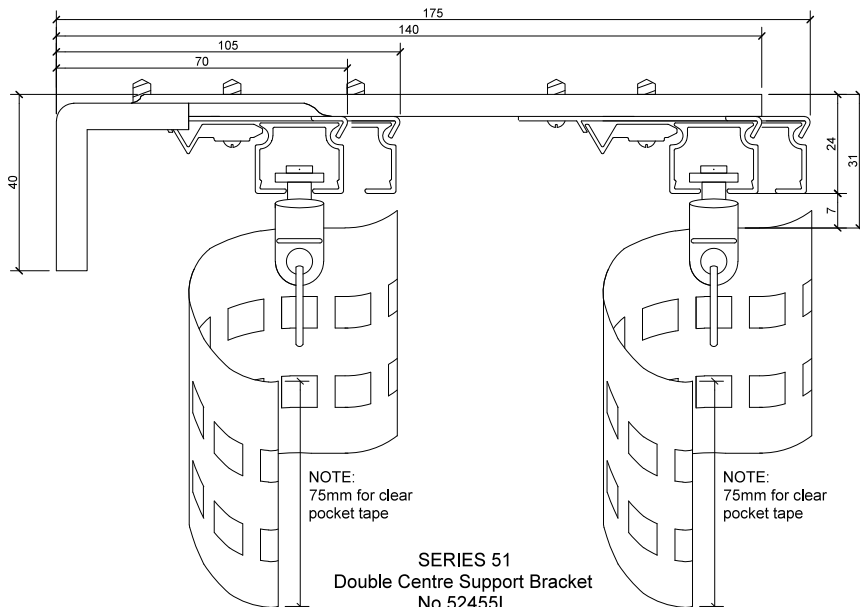 175
140
105
70
40
24
31
7
NOTE:
75mm for clear
pocket tape
NOTE:
75mm for clear
pocket tape
SERIES 51
Double Centre Support Bracket
No.52455L